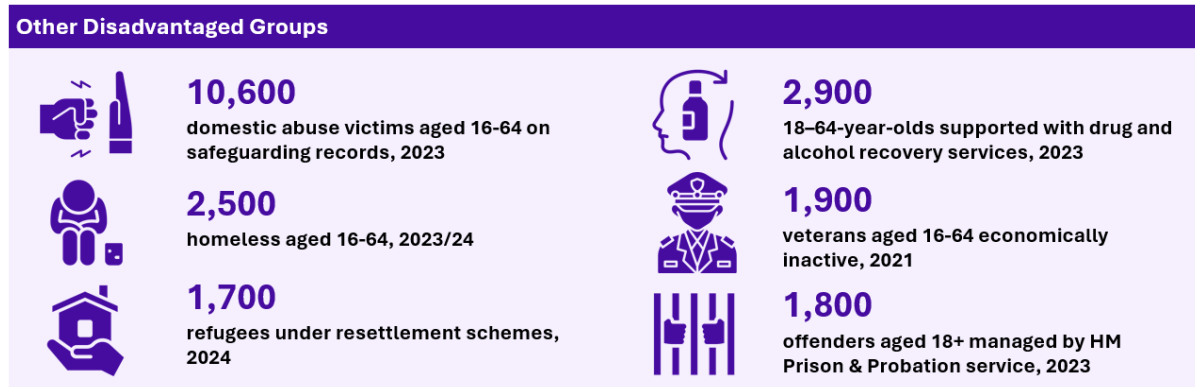 Other Disadvantaged Groups
10,600
domestic abuse victims aged 16-64 on
safeguarding records, 2023
2,500
homeless aged 16-64, 2023/24
1,700
refugees under resettlement schemes,
2024
2,900
18–64-year-olds supported with drug and
alcohol recovery services, 2023
1,900
veterans aged 16-64 economically
inactive, 2021
1,800
offenders aged 18+ managed by HM
Prison & Probation service, 2023